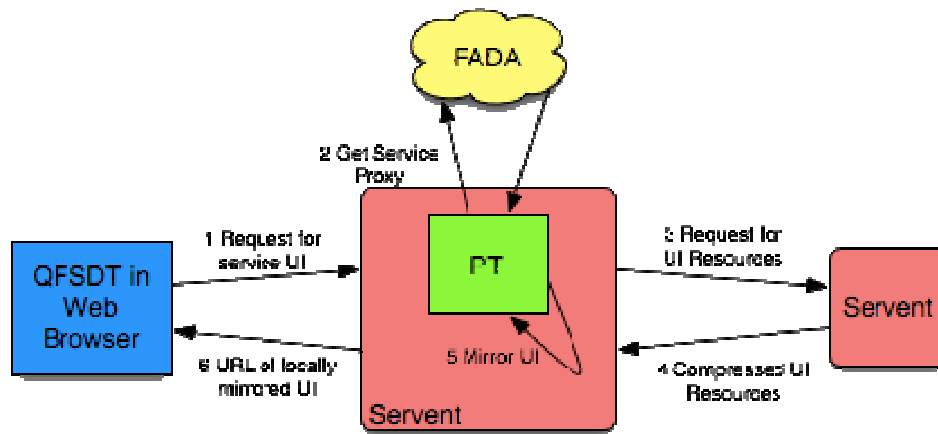 FADA
2 Get Service
Proxy
1 Request for
service UI
PT
3 Request for
UI Resources
QFSDT in
Web
Browser
Servent
5 Mirror UI
6 URL of locally
mirrored UI
4 Compressed UI
Resources
Servent